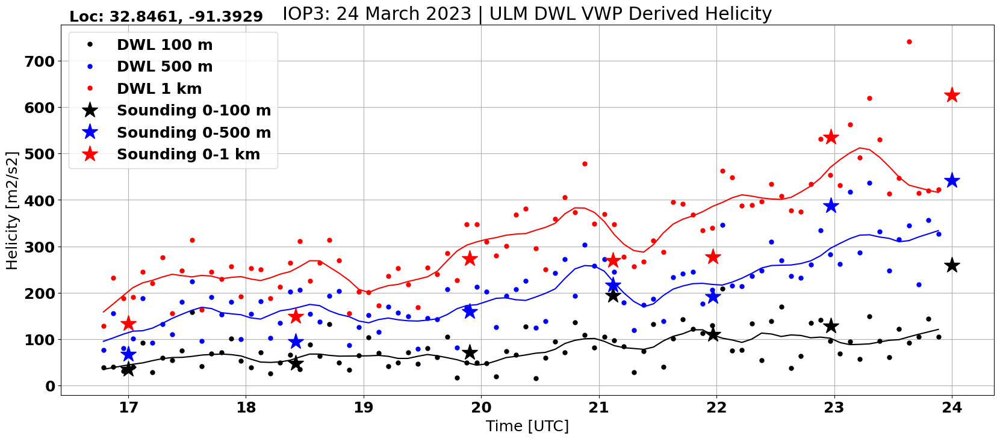 Loc: 32.8461, -91.3929
IOP3: 24 March 2023 | ULM DWL VWP Derived Helicity
DWL 100 m
DWL 500 m
DWL 1 km
Sounding 0-100 m
Sounding 0-500 m
Sounding 0-1 km
Helicity [m2/s2]
700
600
500
400
300
200
100
0
17 18 19 20 21 22 23 24
Time [UTC]